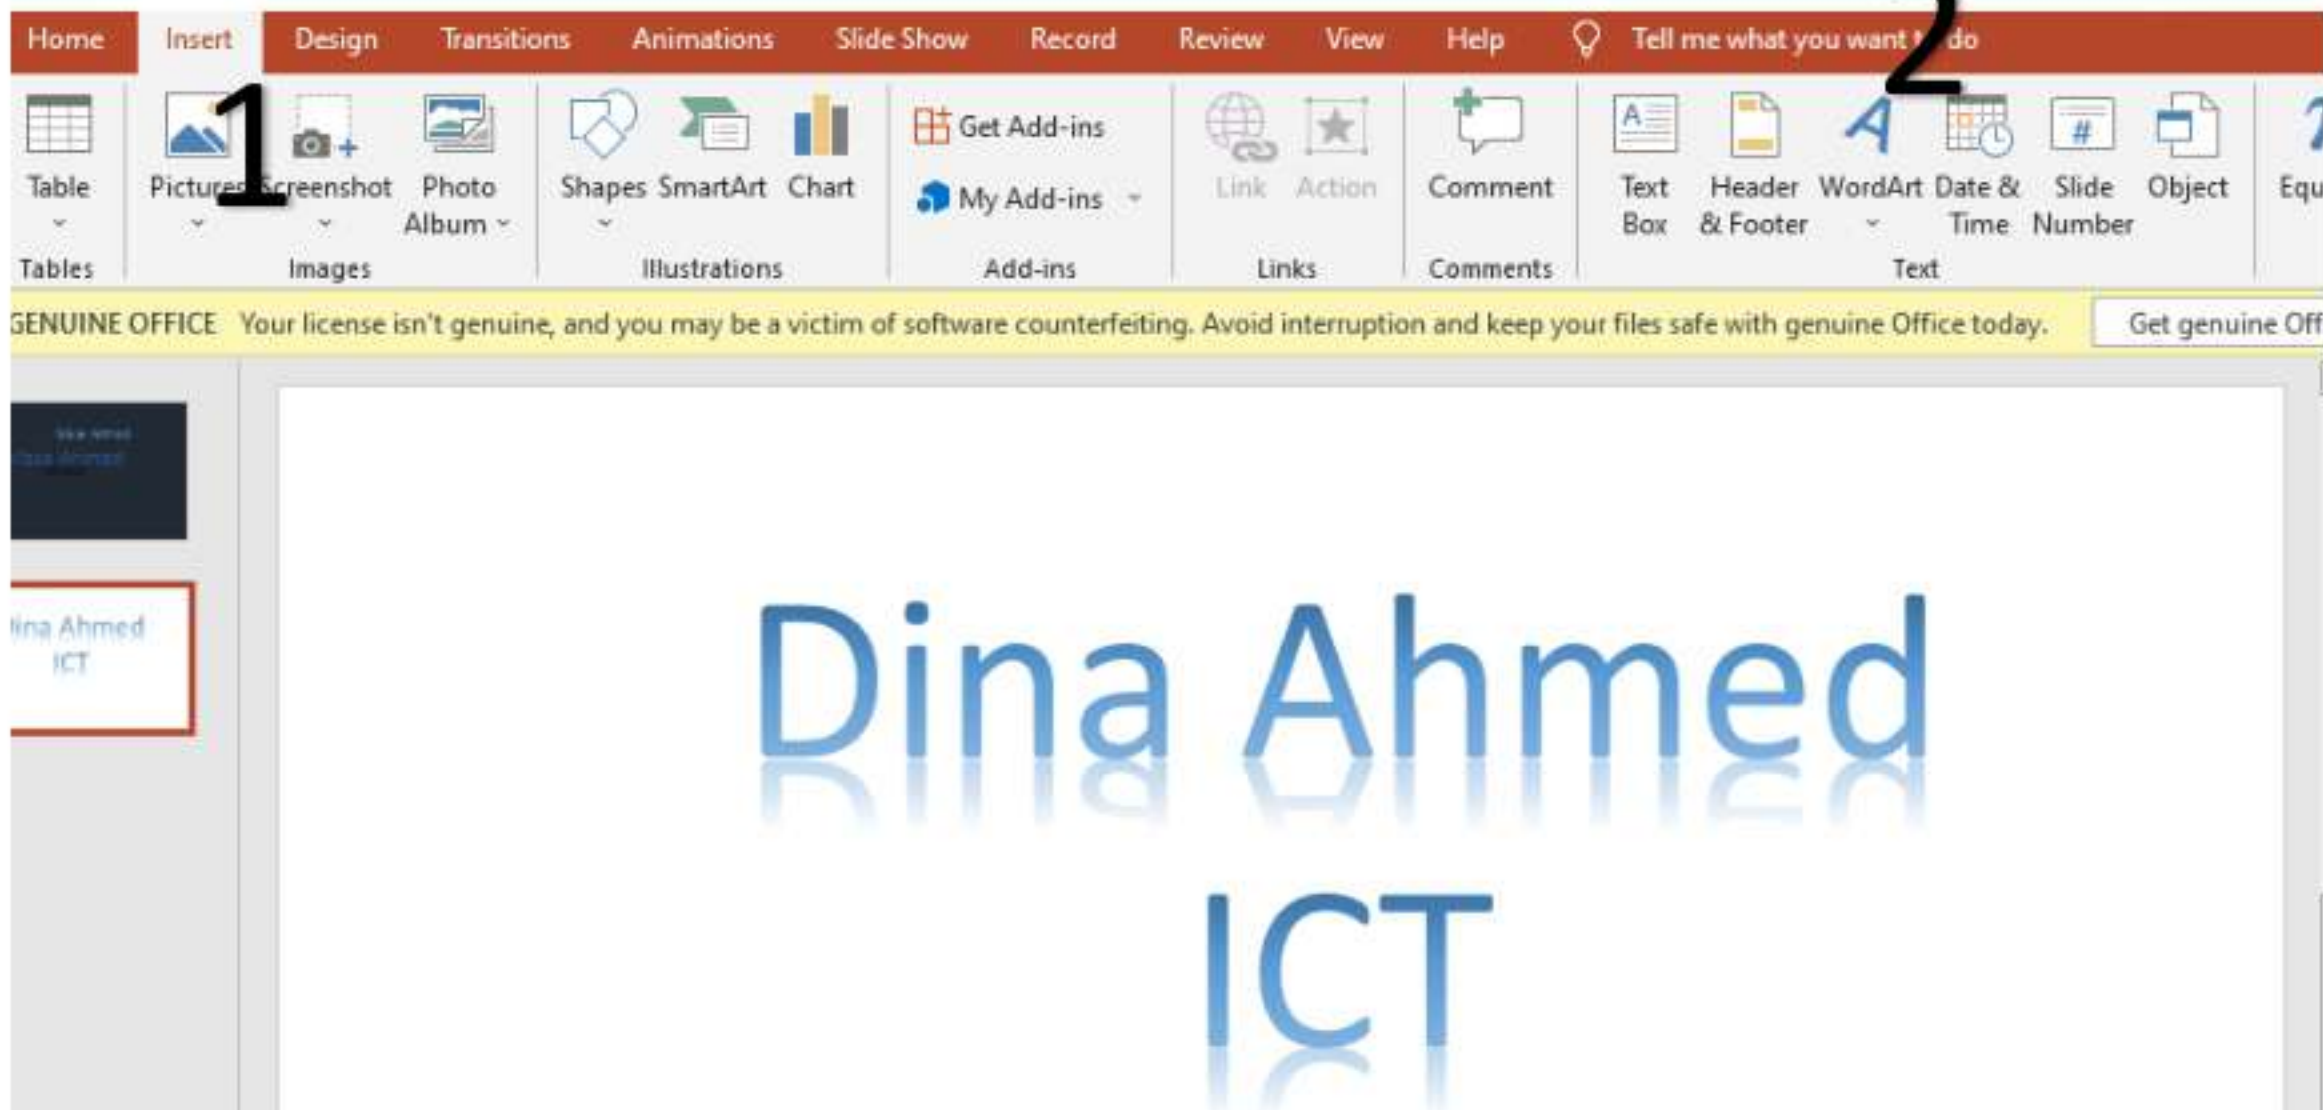 2
Home Insert Design Transitions Animations Slide Show Record Review View Help Tell me what you want to do
1
Table Pictures Screenshot Photo Album Shapes SmartArt Chart Get Add-ins My Add-ins Link Action Comment Text Box Header & Footer WordArt Date & Time Slide Number Object Equ
Tables Images Illustrations Add-ins Links Comments Text
GENUINE OFFICE Your license isn't genuine, and you may be a victim of software counterfeiting. Avoid interruption and keep your files safe with genuine Office today. Get genuine Off
ina Ahmed
ICT
Dina Ahmed
ICT